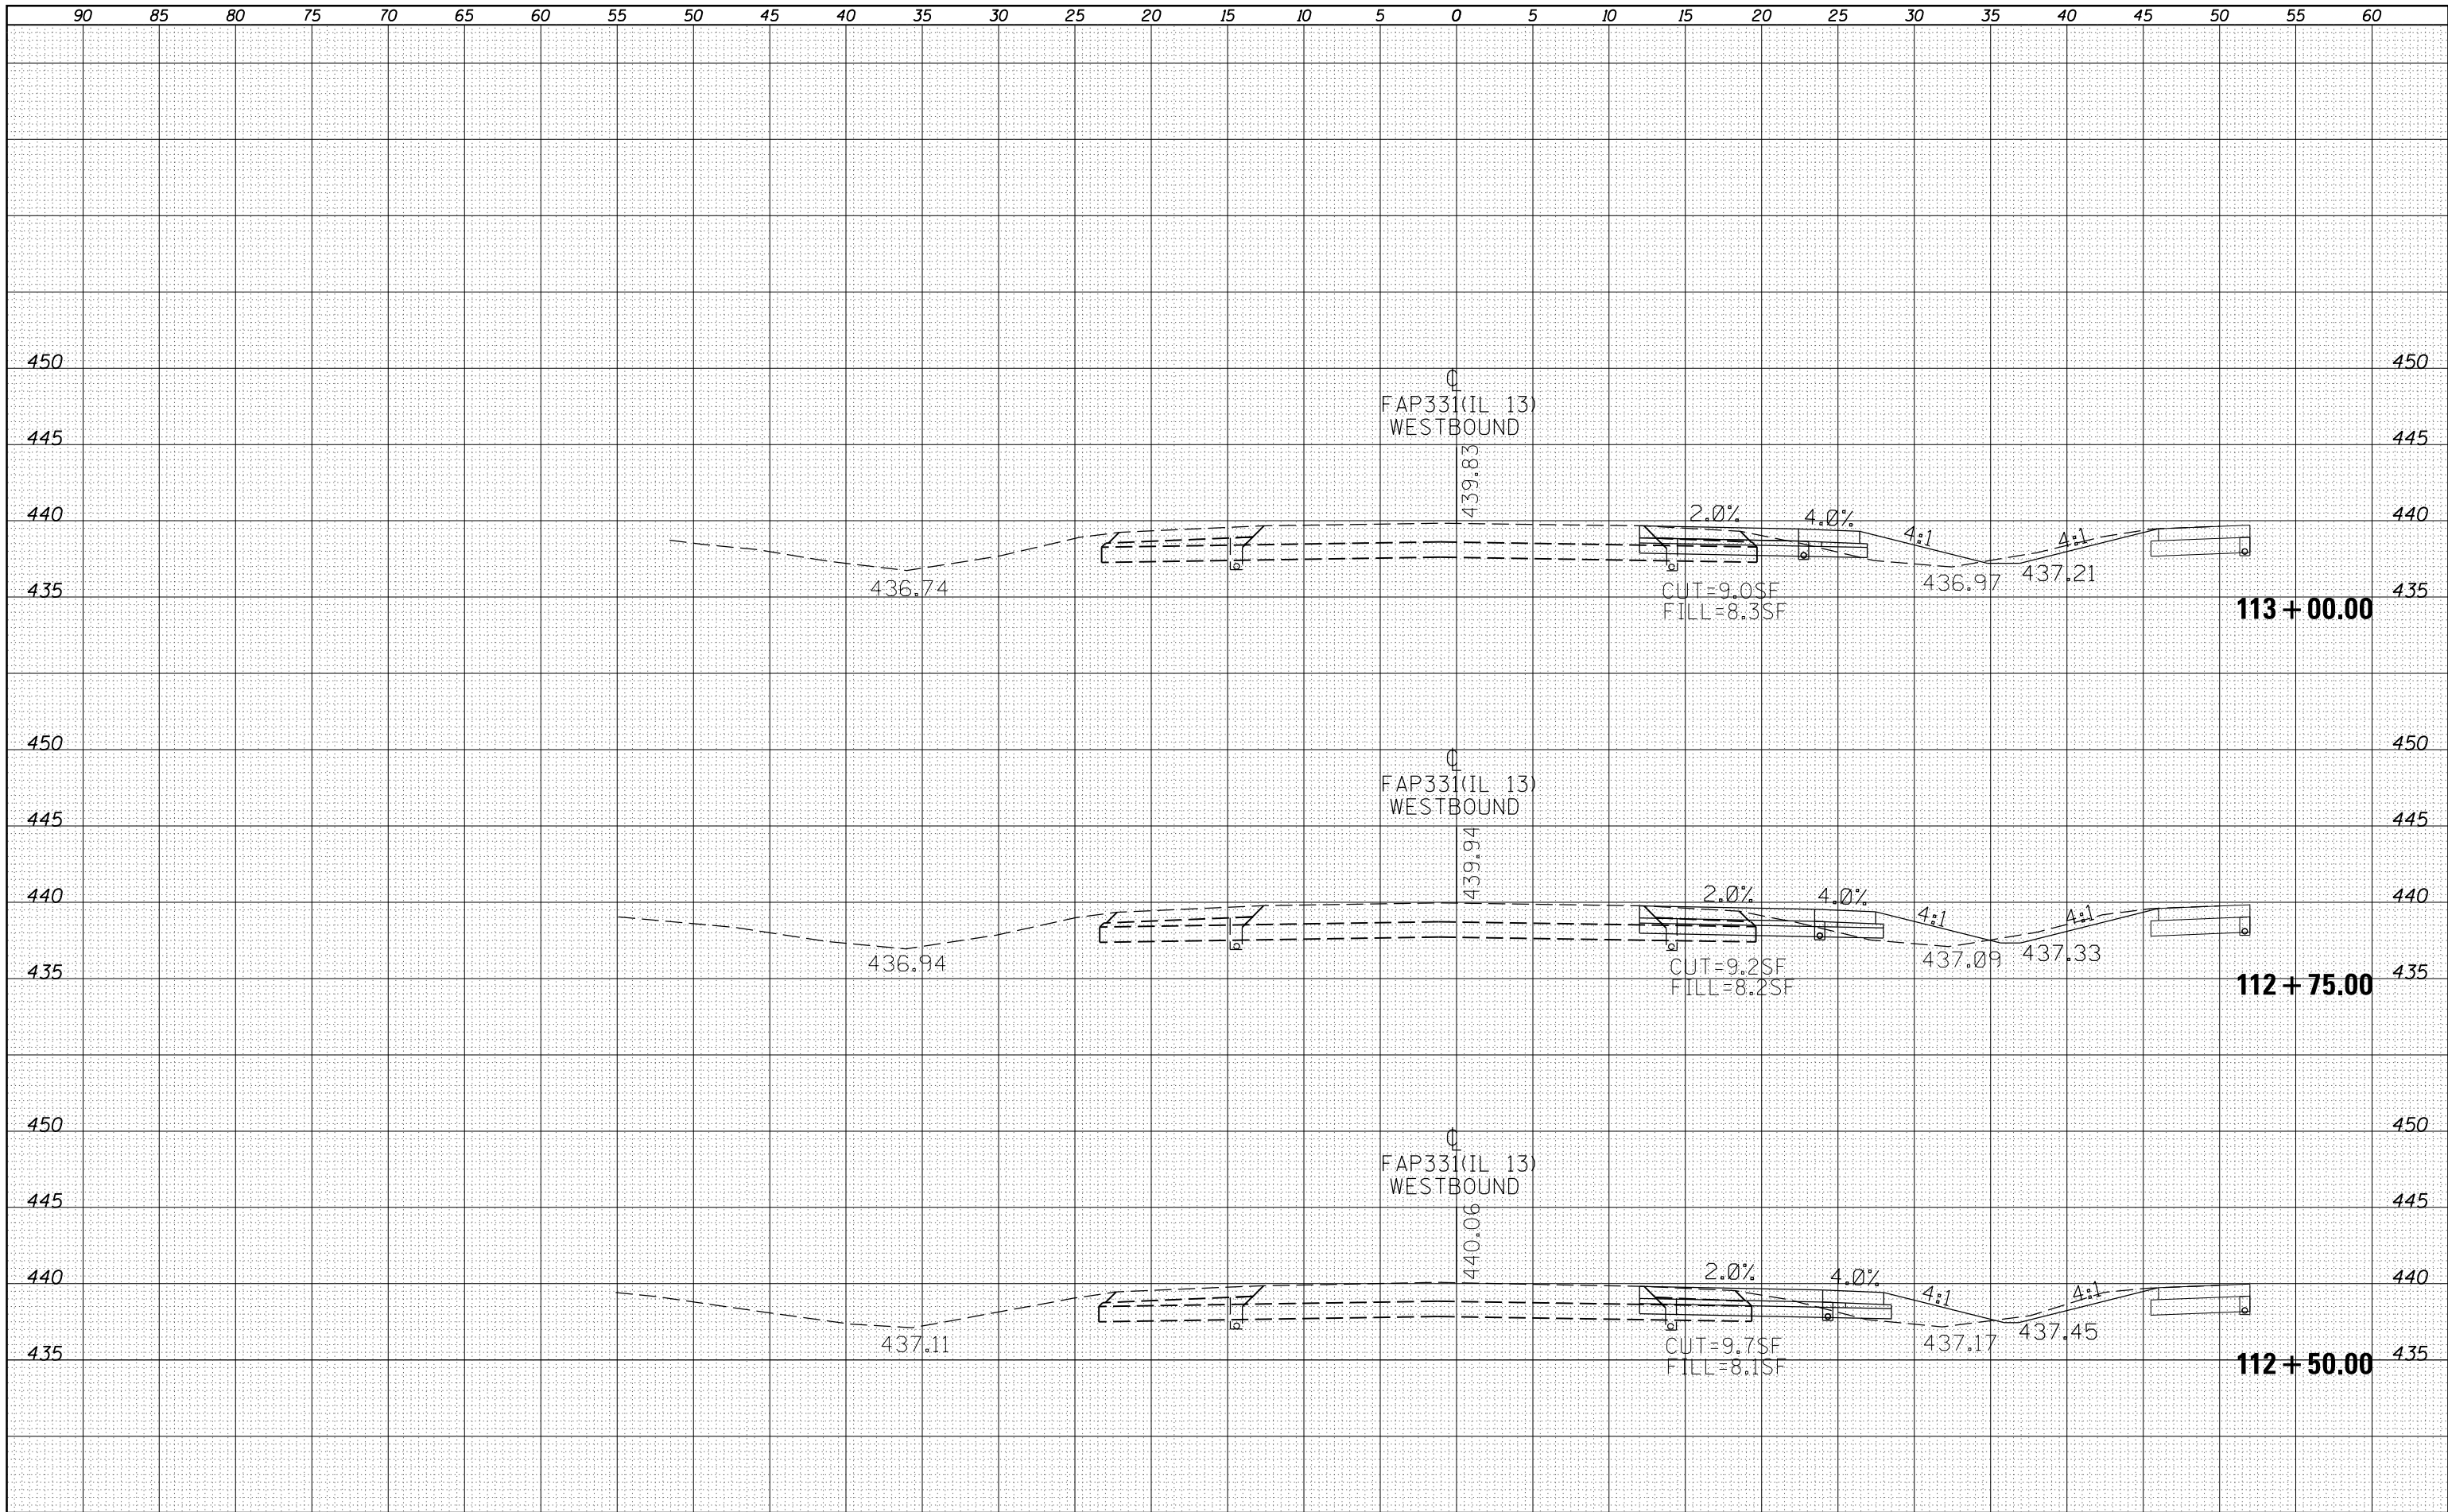 90 85 80 75 70 65 60 55 50 45 40 35 30 25 20 15 10 5 0 5 10 15 20 25 30 35 40 45 50 55 60
450 450
℄
FAP331(IL 13)
WESTBOUND
445 445
439.83
440 2.0% 4.0% 4:1 4:1 440
436.74 436.97 437.21
435 CUT=9.0SF 435
FILL=8.3SF
113+00.00
450 450
℄
FAP331(IL 13)
WESTBOUND
445 445
439.94
440 2.0% 4.0% 4:1 4:1 440
436.94 437.09 437.33
435 CUT=9.2SF 435
FILL=8.2SF
112+75.00
450 450
℄
FAP331(IL 13)
WESTBOUND
445 445
440.06
440 2.0% 4.0% 4:1 4:1 440
437.11 437.17 437.45
435 CUT=9.7SF 435
FILL=8.1SF
112+50.00